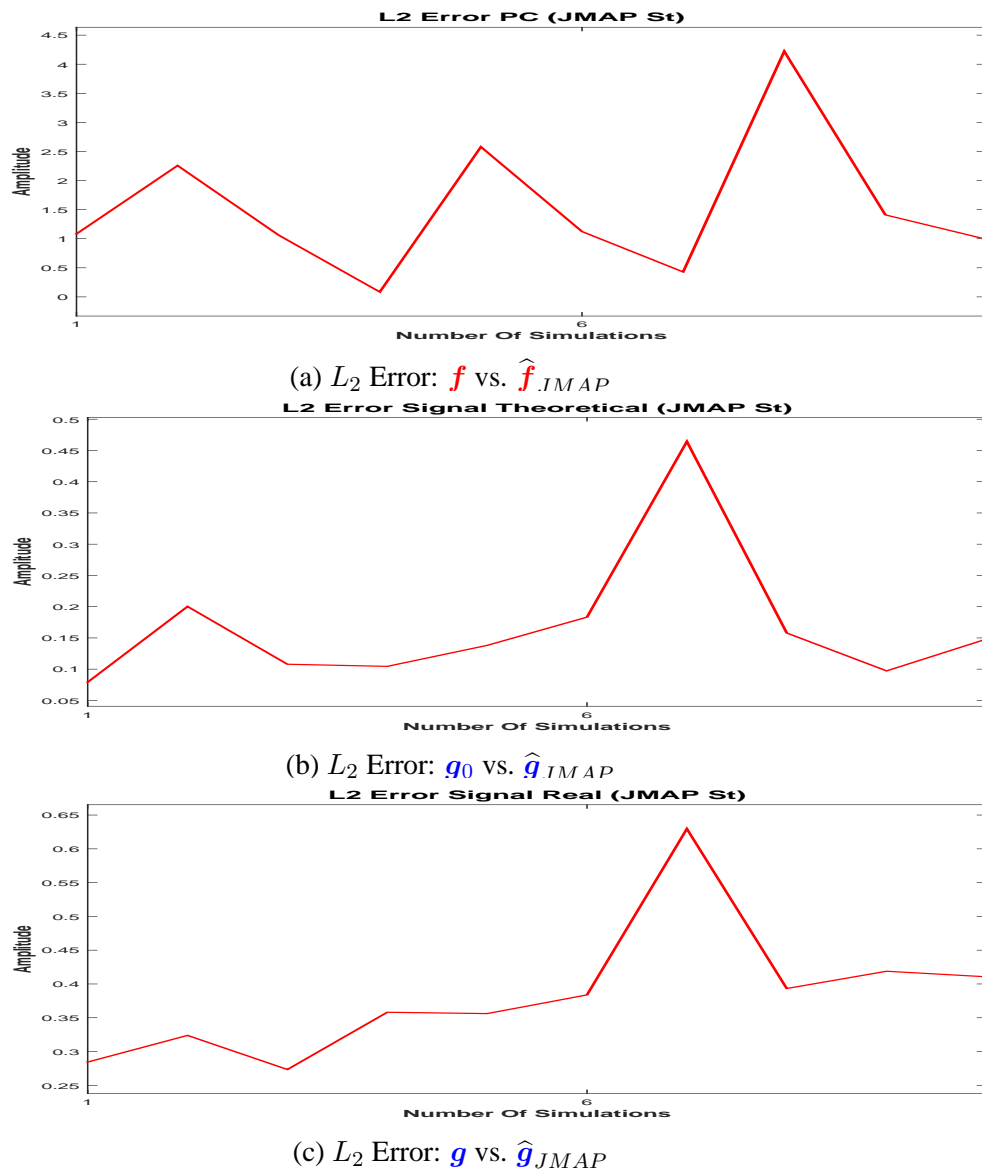 L2 Error PC (JMAP St)
4.5
4
3.5
3
2.5
2
1.5
1
0.5
0
Amplitude
1 6
Number Of Simulations
(a) L₂ Error: f vs. f̂_JMAP
L2 Error Signal Theoretical (JMAP St)
0.5
0.45
0.4
0.35
0.3
0.25
0.2
0.15
0.1
0.05
Amplitude
1 6
Number Of Simulations
(b) L₂ Error: g₀ vs. ĝ_JMAP
L2 Error Signal Real (JMAP St)
0.65
0.6
0.55
0.5
0.45
0.4
0.35
0.3
0.25
Amplitude
1 6
Number Of Simulations
(c) L₂ Error: g vs. ĝ_JMAP